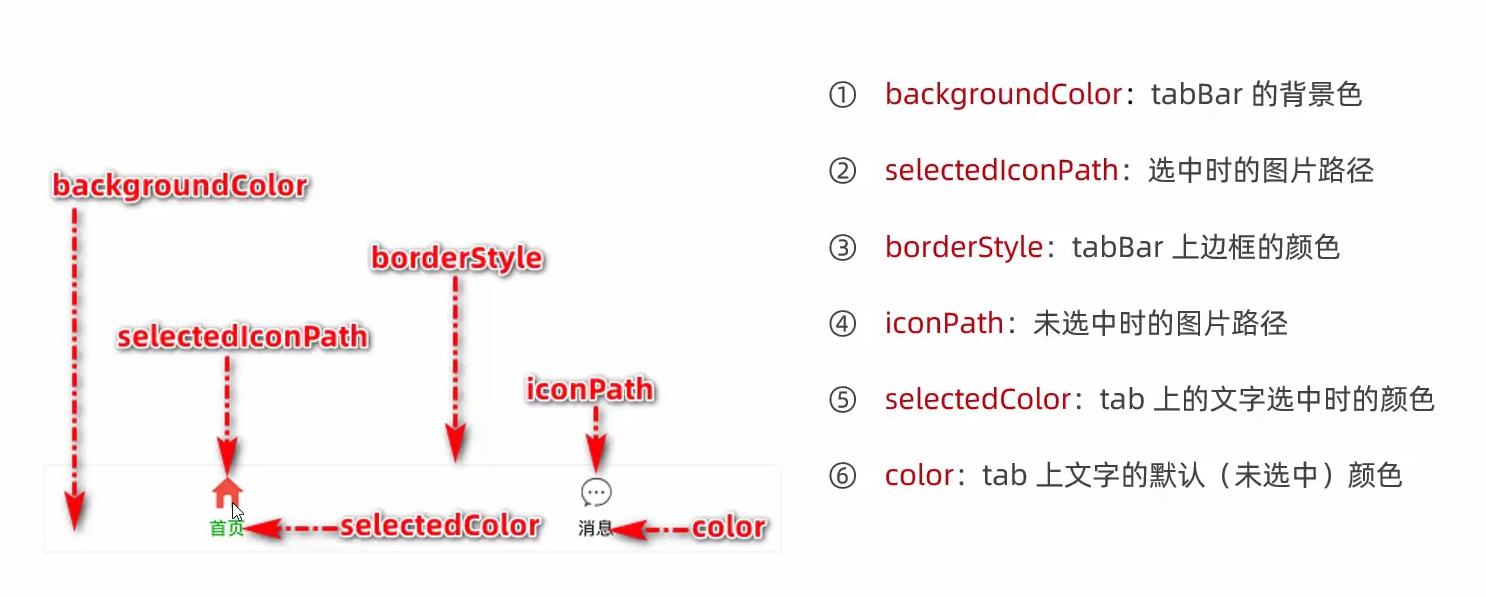 backgroundColor
borderStyle
selectedIconPath
iconPath
首页
selectedColor
消息
color
① backgroundColor：tabBar 的背景色
② selectedIconPath：选中时的图片路径
③ borderStyle：tabBar 上边框的颜色
④ iconPath：未选中时的图片路径
⑤ selectedColor：tab 上的文字选中时的颜色
⑥ color：tab 上文字的默认（未选中）颜色